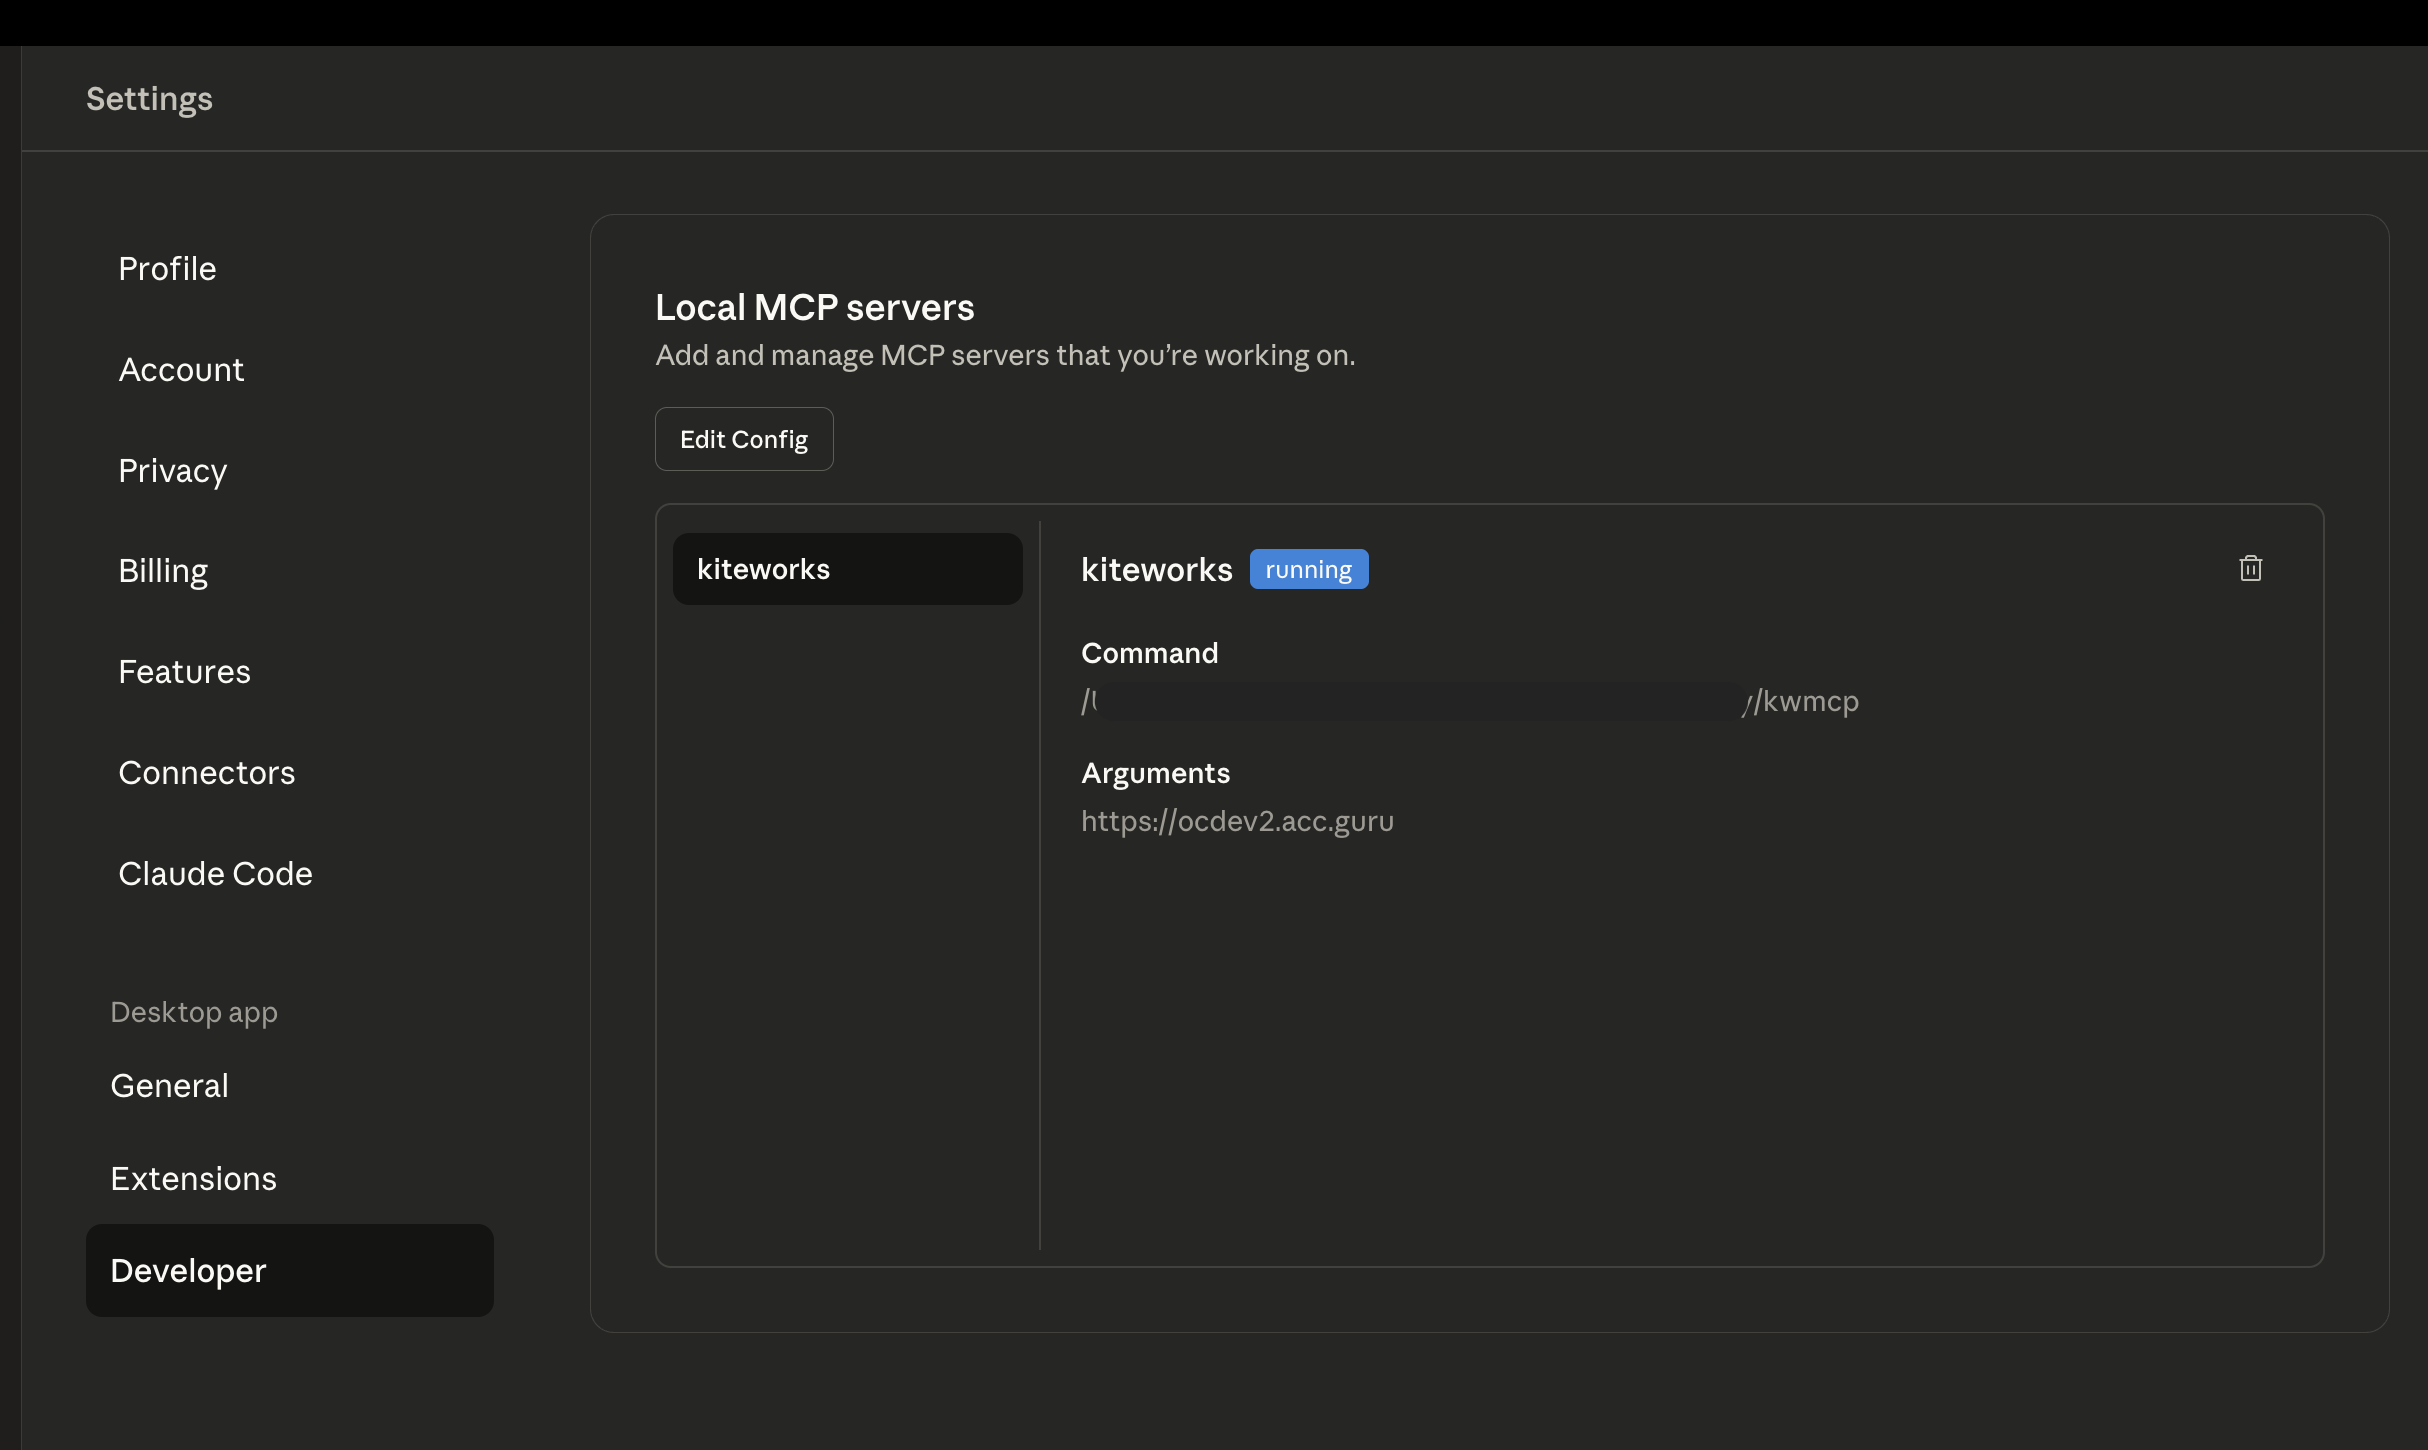 Settings
Profile
Account
Privacy
Billing
Features
Connectors
Claude Code
Desktop app
General
Extensions
Developer
Local MCP servers
Add and manage MCP servers that you’re working on.
Edit Config
kiteworks
kiteworks running
Command
/kwmcp
Arguments
https://ocdev2.acc.guru